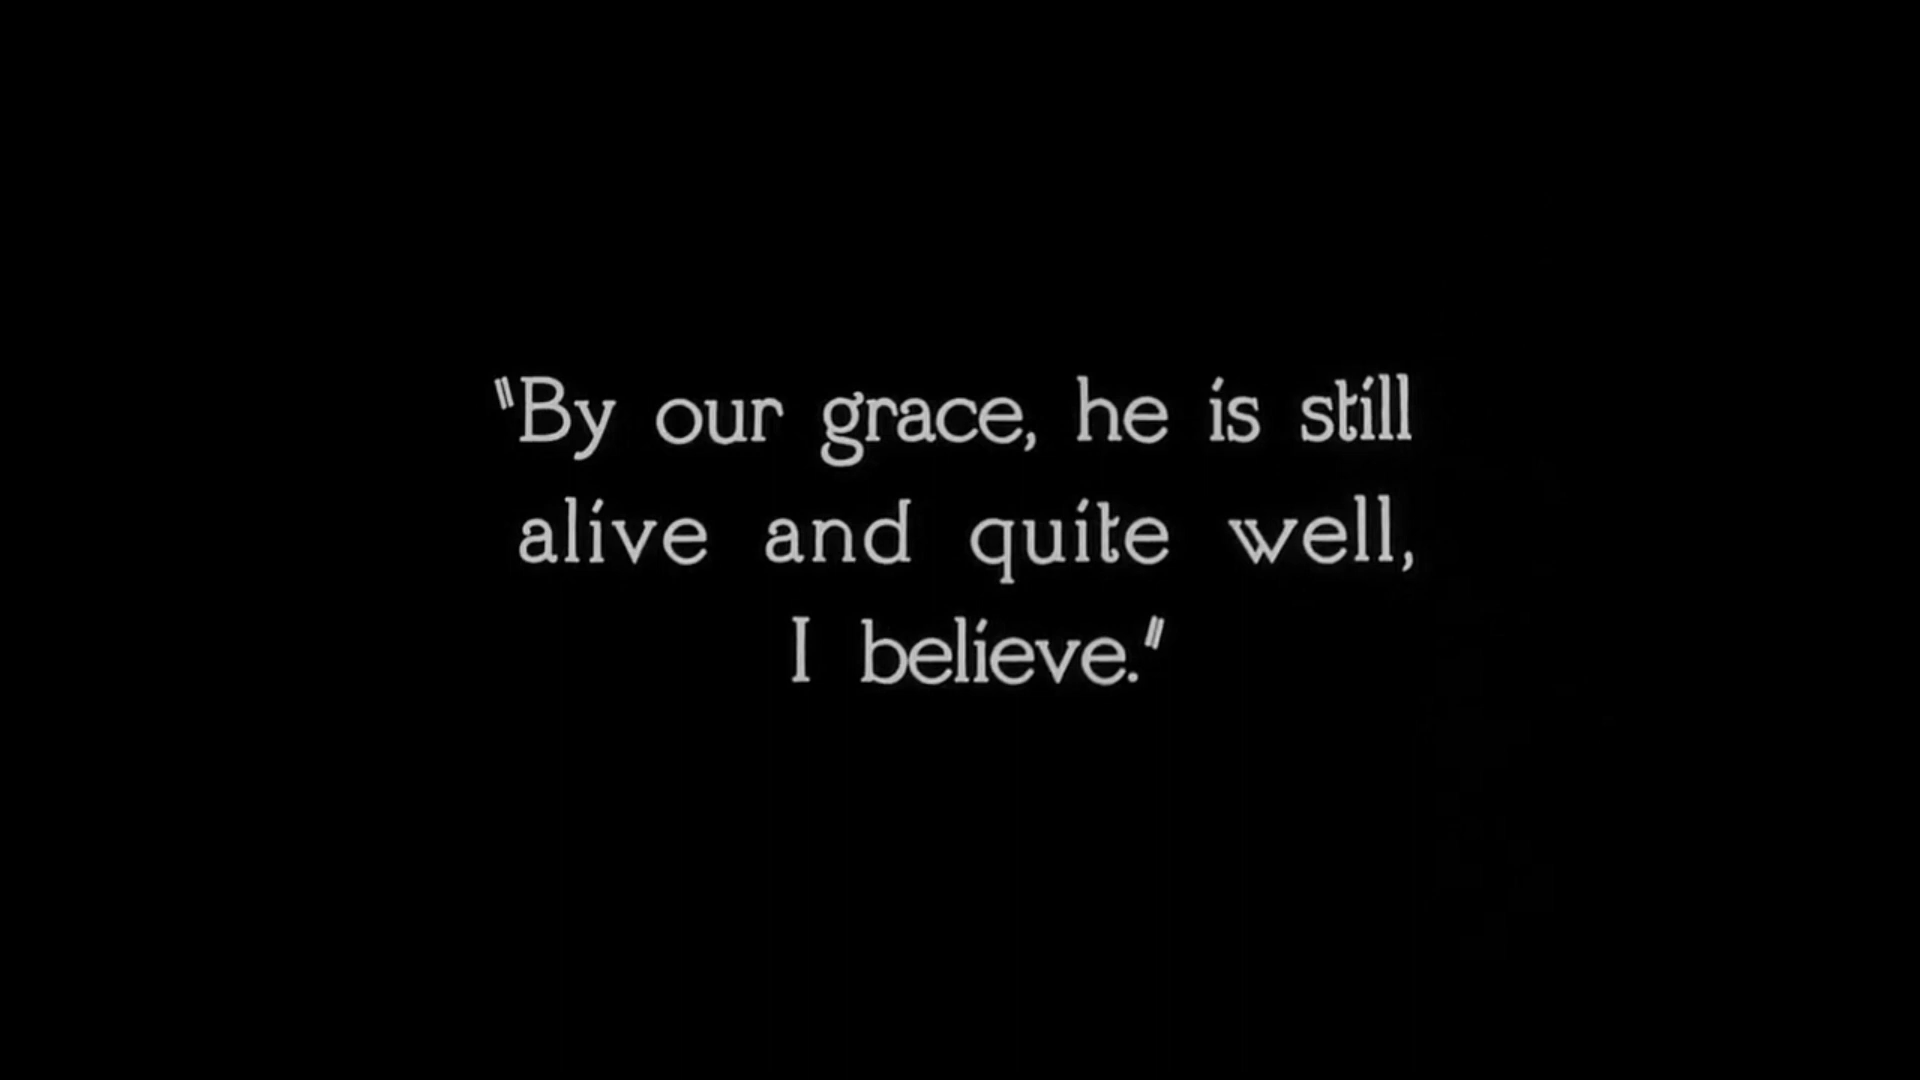 "By our grace, he is still
alive and quite well,
I believe."